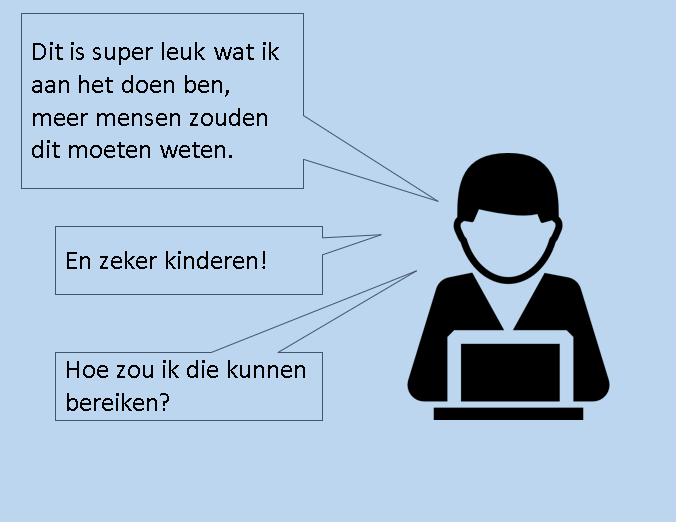 Dit is super leuk wat ik
aan het doen ben,
meer mensen zouden
dit moeten weten.
En zeker kinderen!
Hoe zou ik die kunnen
bereiken?